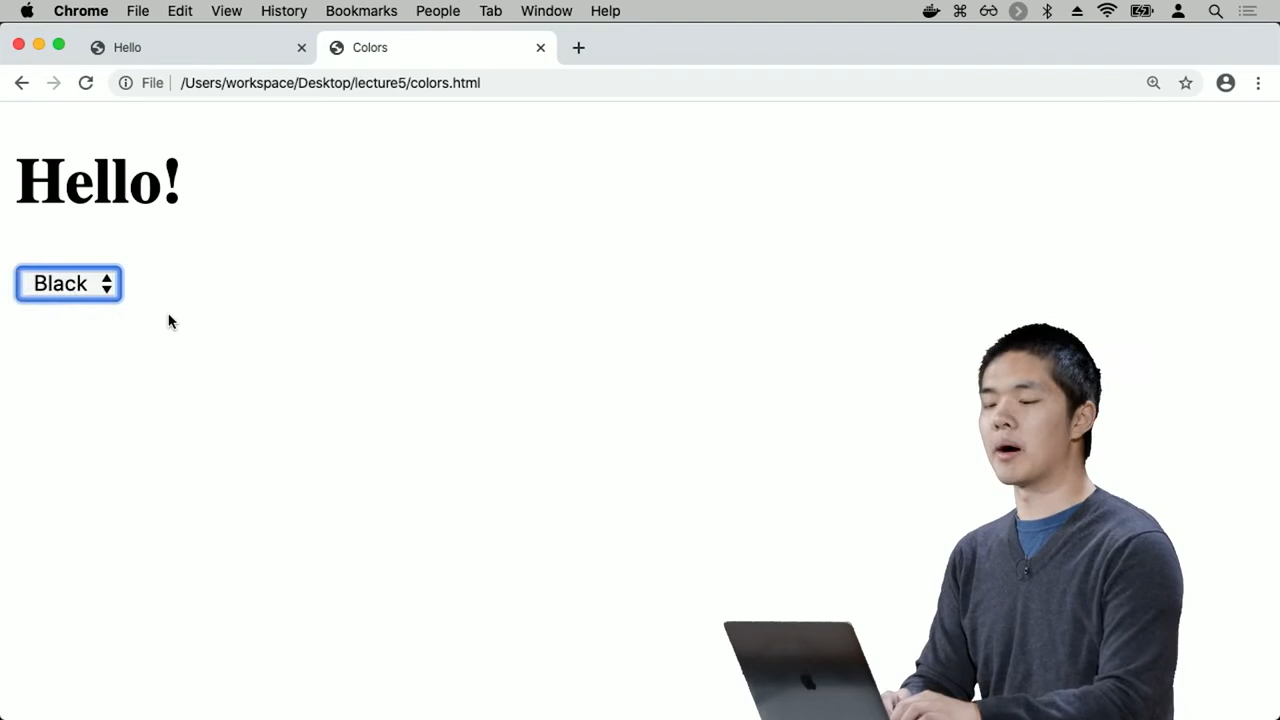 Chrome File Edit View History Bookmarks People Tab Window Help
Hello Colors
File /Users/workspace/Desktop/lecture5/colors.html
Hello!
Black